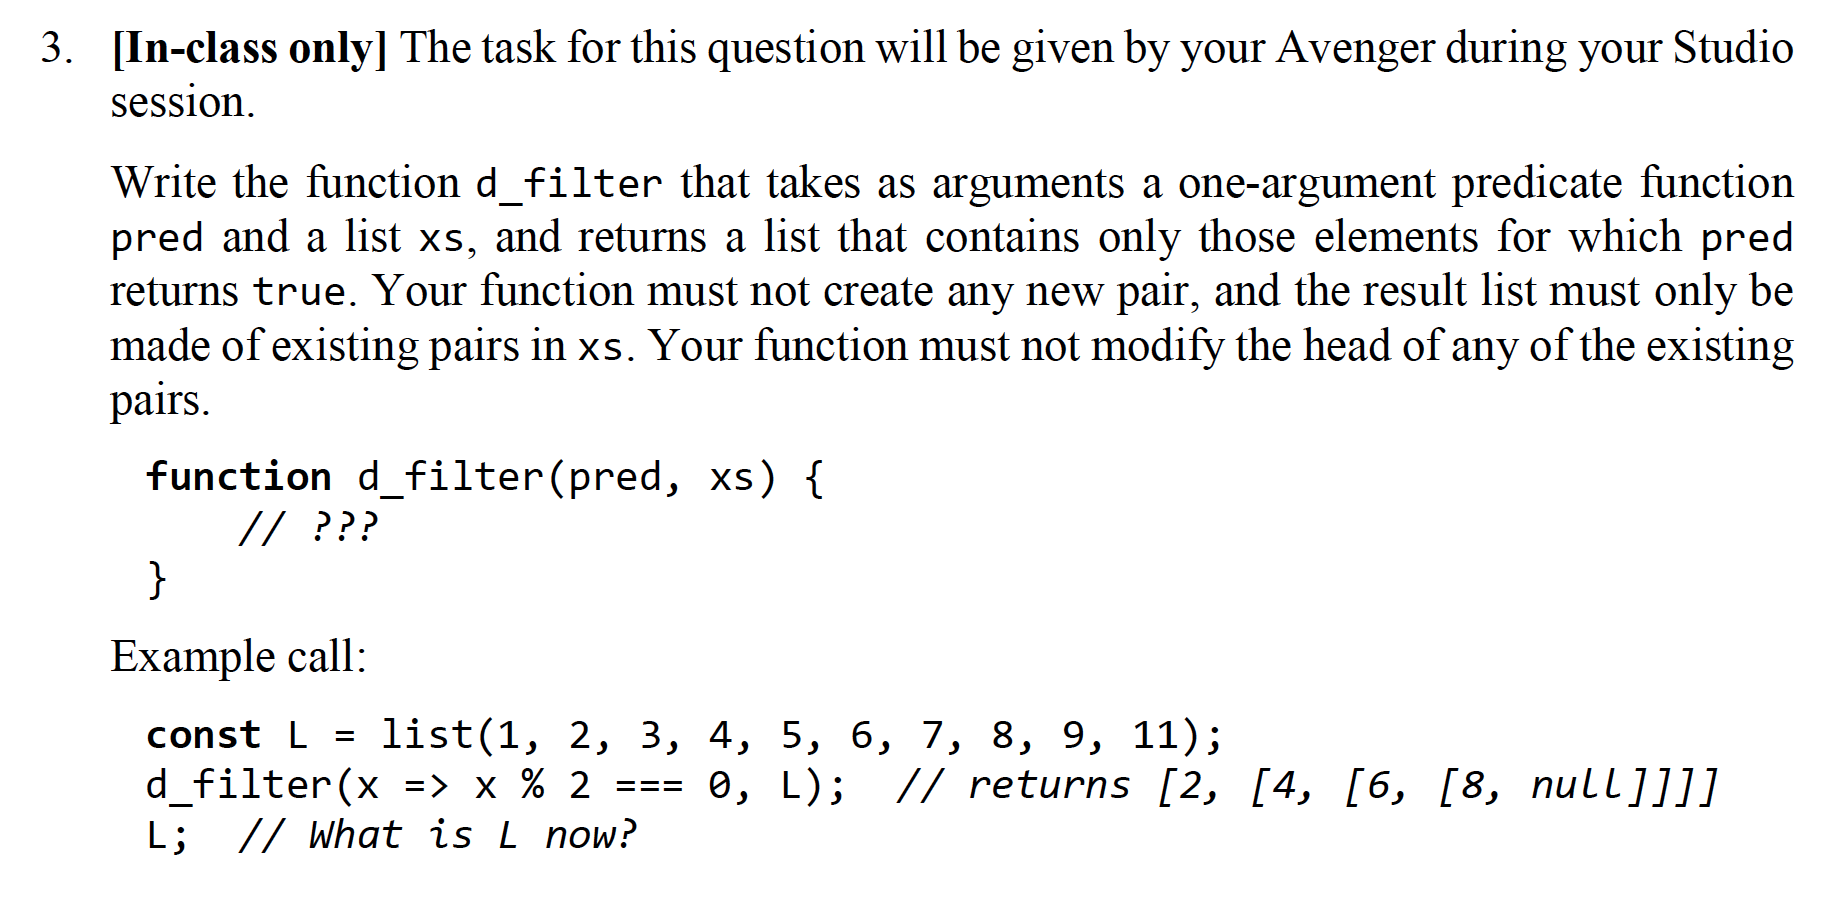 3. [In-class only] The task for this question will be given by your Avenger during your Studio
session.
Write the function d_filter that takes as arguments a one-argument predicate function
pred and a list xs, and returns a list that contains only those elements for which pred
returns true. Your function must not create any new pair, and the result list must only be
made of existing pairs in xs. Your function must not modify the head of any of the existing
pairs.
function d_filter(pred, xs) {
    // ???
}
Example call:
const L = list(1, 2, 3, 4, 5, 6, 7, 8, 9, 11);
d_filter(x => x % 2 === 0, L);  // returns [2, [4, [6, [8, null]]]]
L;  // What is L now?